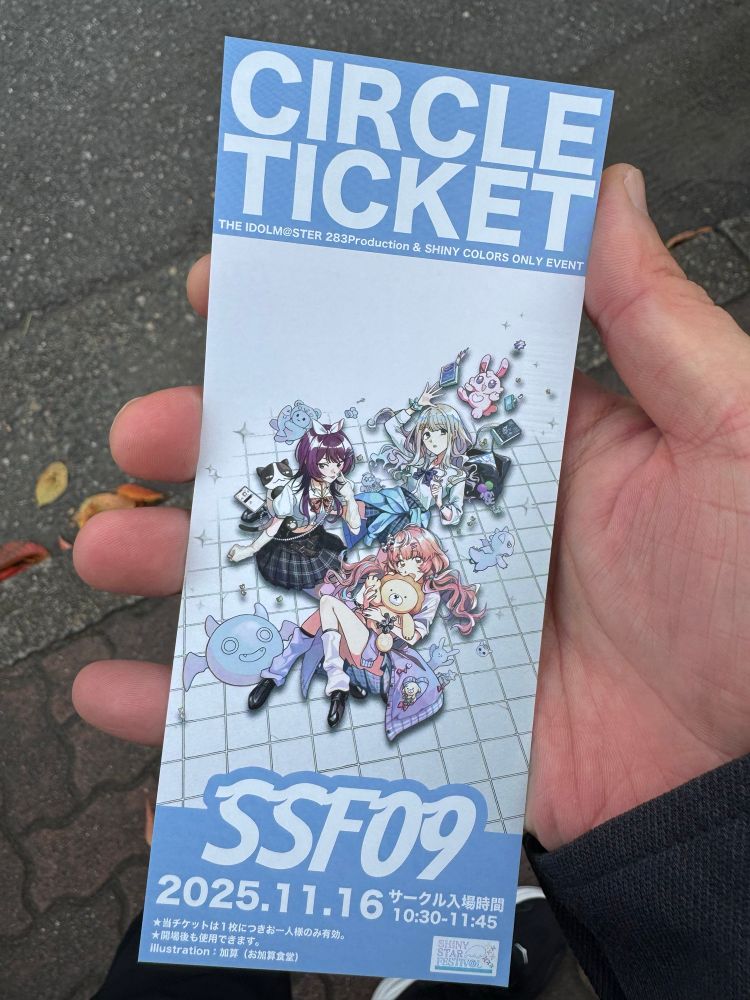 CIRCLE
TICKET
THE IDOLM@STER 283Production & SHINY COLORS ONLY EVENT
SSF09
2025.11.16 サークル入場時間
10:30-11:45
★当チケットは1枚につきお一人様のみ有効。
★開場後も使用できます。
illustration：加算（お加算食堂）
SHINY
STAR
FESTIV@L